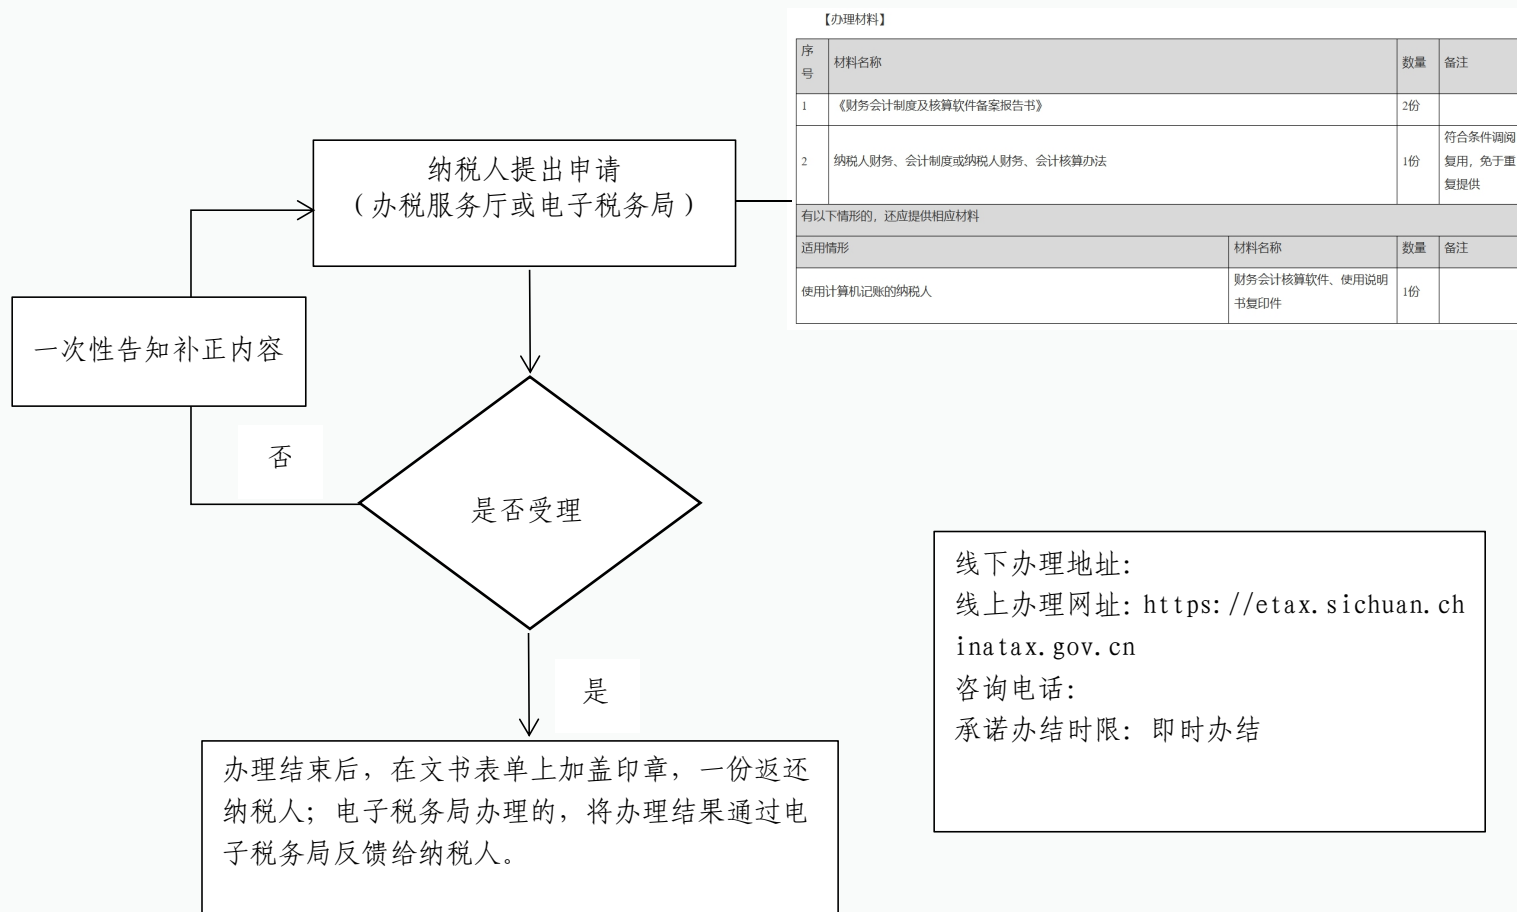 【办理材料】
序号 材料名称 数量 备注
1 《财务会计制度及核算软件备案报告书》 2份
2 纳税人财务、会计制度或纳税人财务、会计核算办法 1份 符合条件调阅
复用，免于重
复提供
有以下情形的，还应提供相应材料
适用情形 材料名称 数量 备注
使用计算机记账的纳税人 财务会计核算软件、使用说明
书复印件 1份
纳税人提出申请
（办税服务厅或电子税务局）
一次性告知补正内容
否
是否受理
是
办理结束后，在文书表单上加盖印章，一份返还
纳税人；电子税务局办理的，将办理结果通过电
子税务局反馈给纳税人。
线下办理地址：
线上办理网址：https://etax.sichuan.ch
inatax.gov.cn
咨询电话：
承诺办结时限：即时办结